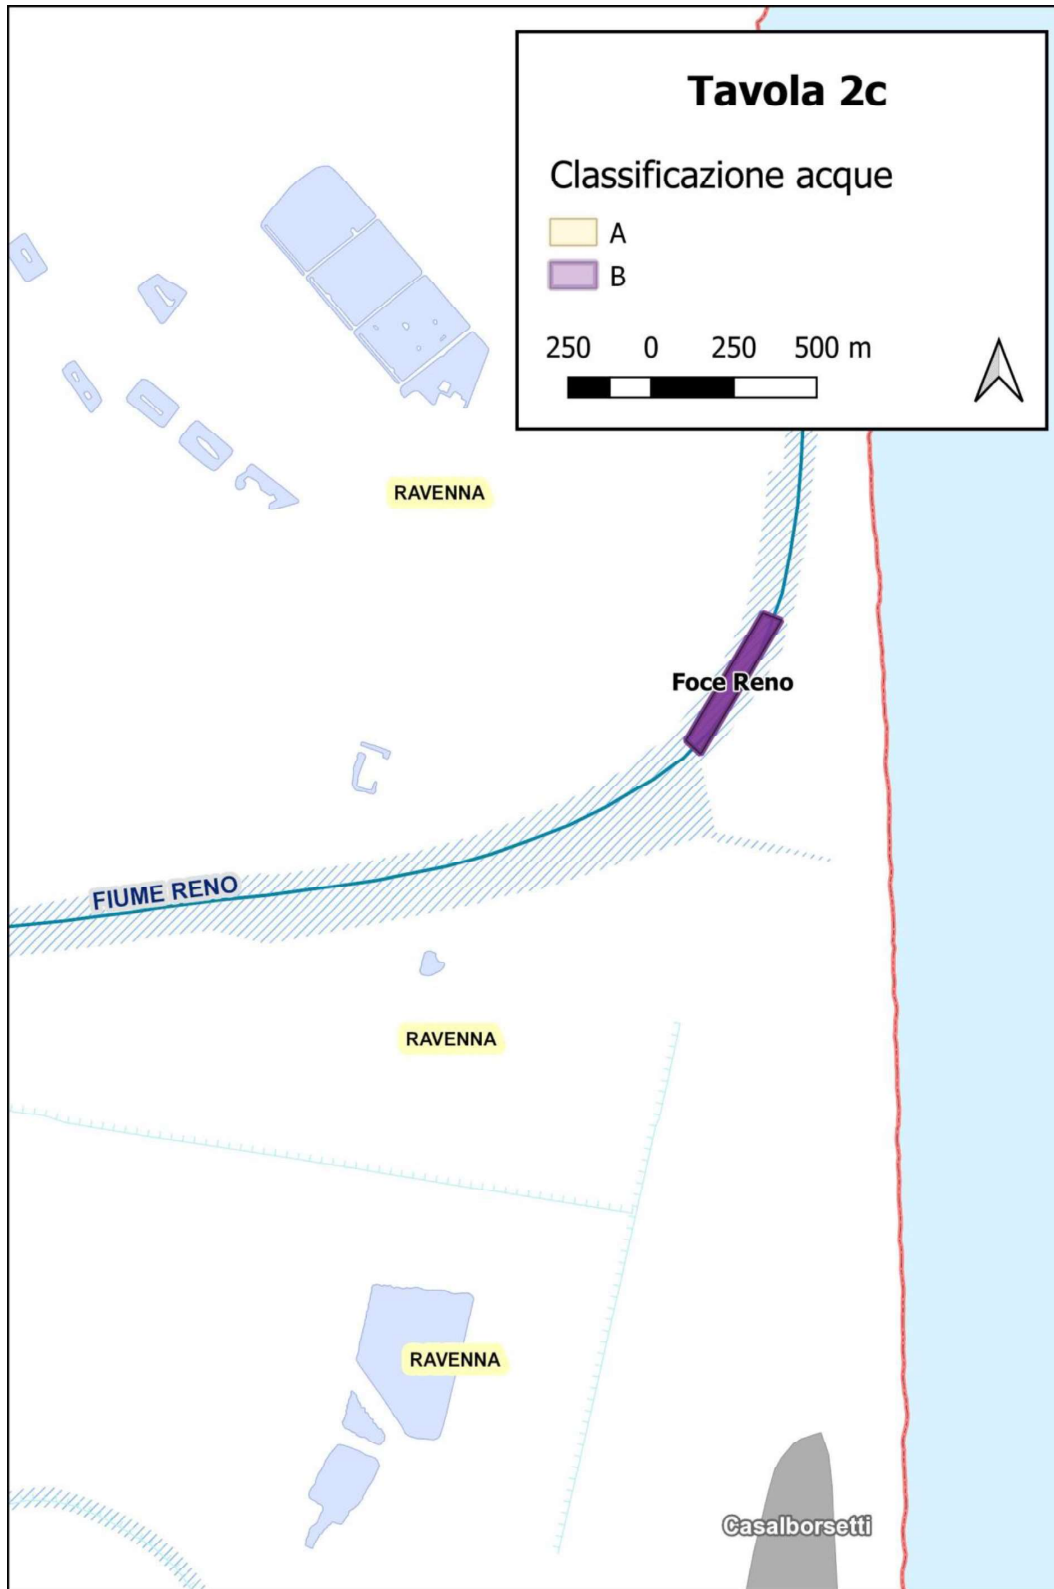 Tavola 2c
Classificazione acque
A
B
250 0 250 500 m
RAVENNA
Foce Reno
FIUME RENO
RAVENNA
RAVENNA
Casalborsetti